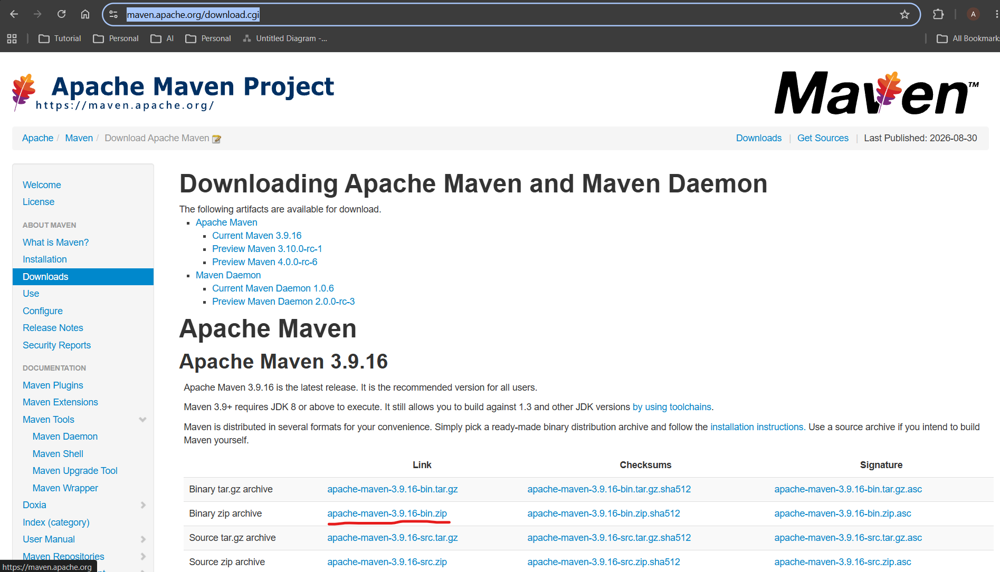 maven.apache.org/download.cgi
A
Tutorial
Personal
AI
Personal
Untitled Diagram -...
All Bookmarks
Apache Maven Project
https://maven.apache.org/
Maven™
Apache / Maven / Download Apache Maven
Downloads | Get Sources | Last Published: 2026-08-30
Welcome
License
ABOUT MAVEN
What is Maven?
Installation
Downloads
Use
Configure
Release Notes
Security Reports
DOCUMENTATION
Maven Plugins
Maven Extensions
Maven Tools
Maven Daemon
Maven Shell
Maven Upgrade Tool
Maven Wrapper
Doxia
Index (category)
User Manual
Maven Repositories
https://maven.apache.org
Downloading Apache Maven and Maven Daemon
The following artifacts are available for download.
Apache Maven
Current Maven 3.9.16
Preview Maven 3.10.0-rc-1
Preview Maven 4.0.0-rc-6
Maven Daemon
Current Maven Daemon 1.0.6
Preview Maven Daemon 2.0.0-rc-3
Apache Maven
Apache Maven 3.9.16
Apache Maven 3.9.16 is the latest release. It is the recommended version for all users.
Maven 3.9+ requires JDK 8 or above to execute. It still allows you to build against 1.3 and other JDK versions by using toolchains.
Maven is distributed in several formats for your convenience. Simply pick a ready-made binary distribution archive and follow the installation instructions. Use a source archive if you intend to build
Maven yourself.
Link Checksums Signature
Binary tar.gz archive apache-maven-3.9.16-bin.tar.gz apache-maven-3.9.16-bin.tar.gz.sha512 apache-maven-3.9.16-bin.tar.gz.asc
Binary zip archive apache-maven-3.9.16-bin.zip apache-maven-3.9.16-bin.zip.sha512 apache-maven-3.9.16-bin.zip.asc
Source tar.gz archive apache-maven-3.9.16-src.tar.gz apache-maven-3.9.16-src.tar.gz.sha512 apache-maven-3.9.16-src.tar.gz.asc
Source zip archive apache-maven-3.9.16-src.zip apache-maven-3.9.16-src.zip.sha512 apache-maven-3.9.16-src.zip.asc